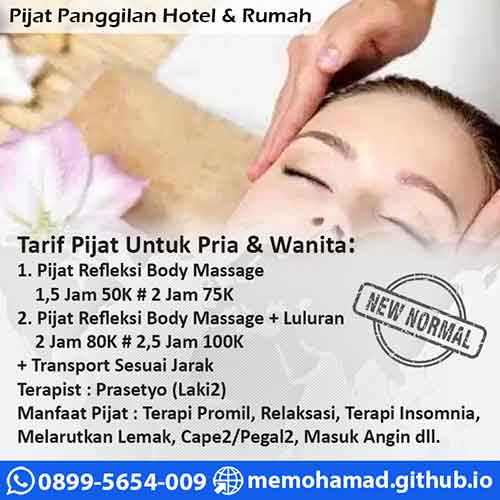 Pijat Panggilan Hotel & Rumah
Tarif Pijat Untuk Pria & Wanita:
1. Pijat Refleksi Body Massage
1,5 Jam 50K # 2 Jam 75K
2. Pijat Refleksi Body Massage + Luluran
2 Jam 80K # 2,5 Jam 100K
+ Transport Sesuai Jarak
Terapist : Prasetyo (Laki2)
Manfaat Pijat : Terapi Promil, Relaksasi, Terapi Insomnia,
Melarutkan Lemak, Cape2/Pegal2, Masuk Angin dll.
NEW NORMAL
0899-5654-009 memohamad.github.io